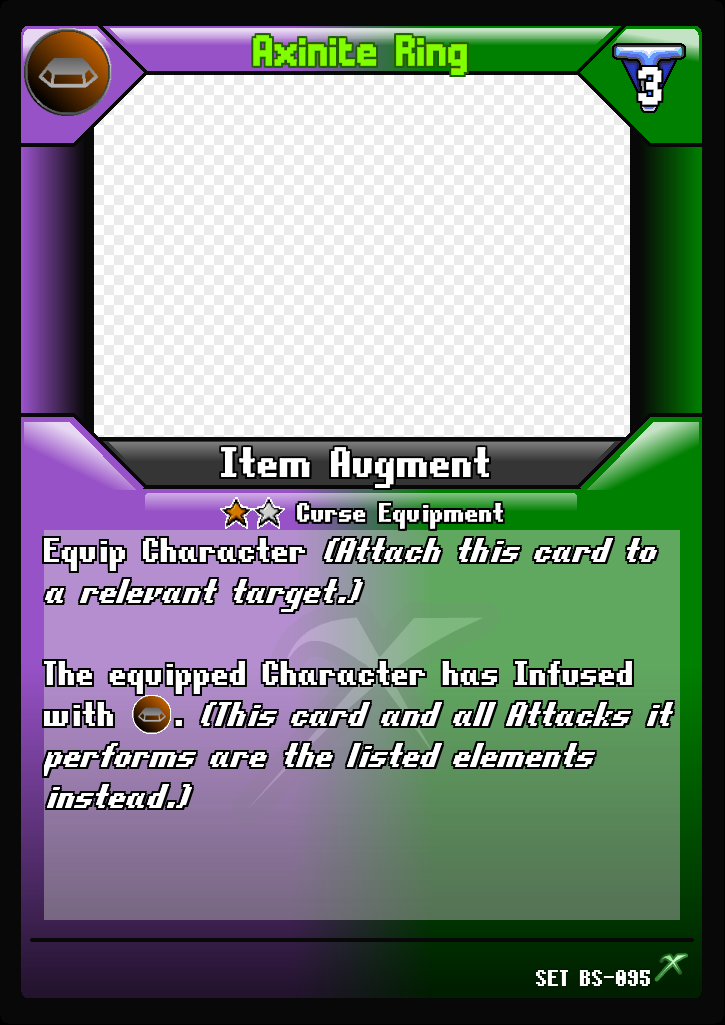 Axinite Ring
3
Item Augment
Curse Equipment
Equip Character (Attach this card to
a relevant target.)
The equipped Character has Infused
with . (This card and all Attacks it
performs are the listed elements
instead.)
SET BS-095